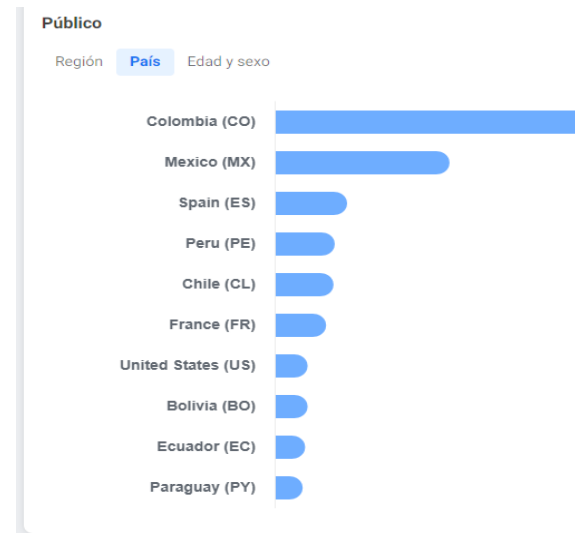 Público
Región País Edad y sexo
Colombia (CO)
Mexico (MX)
Spain (ES)
Peru (PE)
Chile (CL)
France (FR)
United States (US)
Bolivia (BO)
Ecuador (EC)
Paraguay (PY)